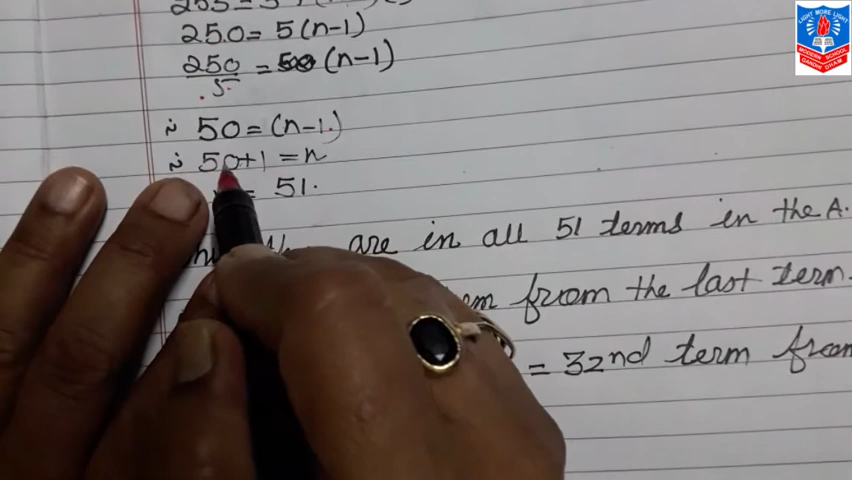 250 = 5 (n-1)
250 = (n-1)
5
50 = (n-1)
50+1 = n
= 51.
are in all 51 terms in the A.
from the last term.
= 32nd term from
LIGHT MORE LIGHT
MODERN SCHOOL
GANDHIDHAM